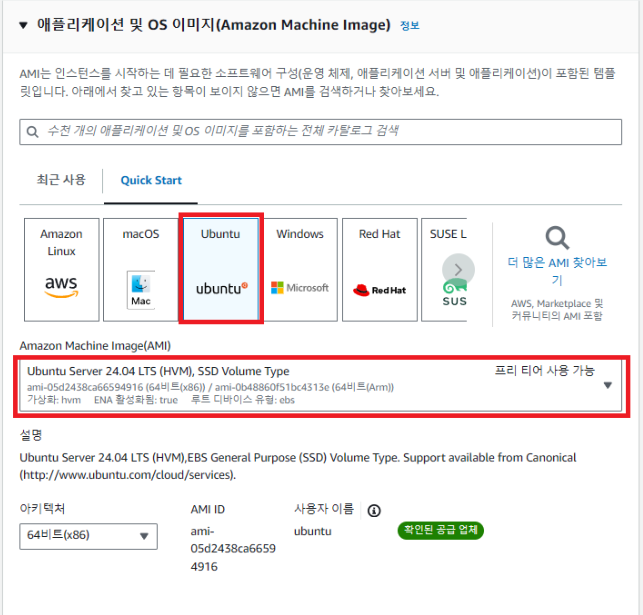 ▼ 애플리케이션 및 OS 이미지(Amazon Machine Image) 정보
AMI는 인스턴스를 시작하는 데 필요한 소프트웨어 구성(운영 체제, 애플리케이션 서버 및 애플리케이션)이 포함된 템플
릿입니다. 아래에서 찾고 있는 항목이 보이지 않으면 AMI를 검색하거나 찾아보세요.
수천 개의 애플리케이션 및 OS 이미지를 포함하는 전체 카탈로그 검색
최근 사용
Quick Start
Amazon
Linux
aws
macOS
Mac
Ubuntu
ubuntu
Windows
Microsoft
Red Hat
Red Hat
SUSE L
SUS
더 많은 AMI 찾아보
기
AWS, Marketplace 및
커뮤니티의 AMI 포함
Amazon Machine Image(AMI)
Ubuntu Server 24.04 LTS (HVM), SSD Volume Type 프리 티어 사용 가능
ami-05d2438ca66594916 (64비트(x86)) / ami-0b48860f51bc4313e (64비트(Arm))
가상화: hvm ENA 활성화됨: true 루트 디바이스 유형: ebs
설명
Ubuntu Server 24.04 LTS (HVM),EBS General Purpose (SSD) Volume Type. Support available from Canonical
(http://www.ubuntu.com/cloud/services).
아키텍처
64비트(x86)
AMI ID
ami-
05d2438ca6659
4916
사용자 이름
ubuntu
확인된 공급 업체